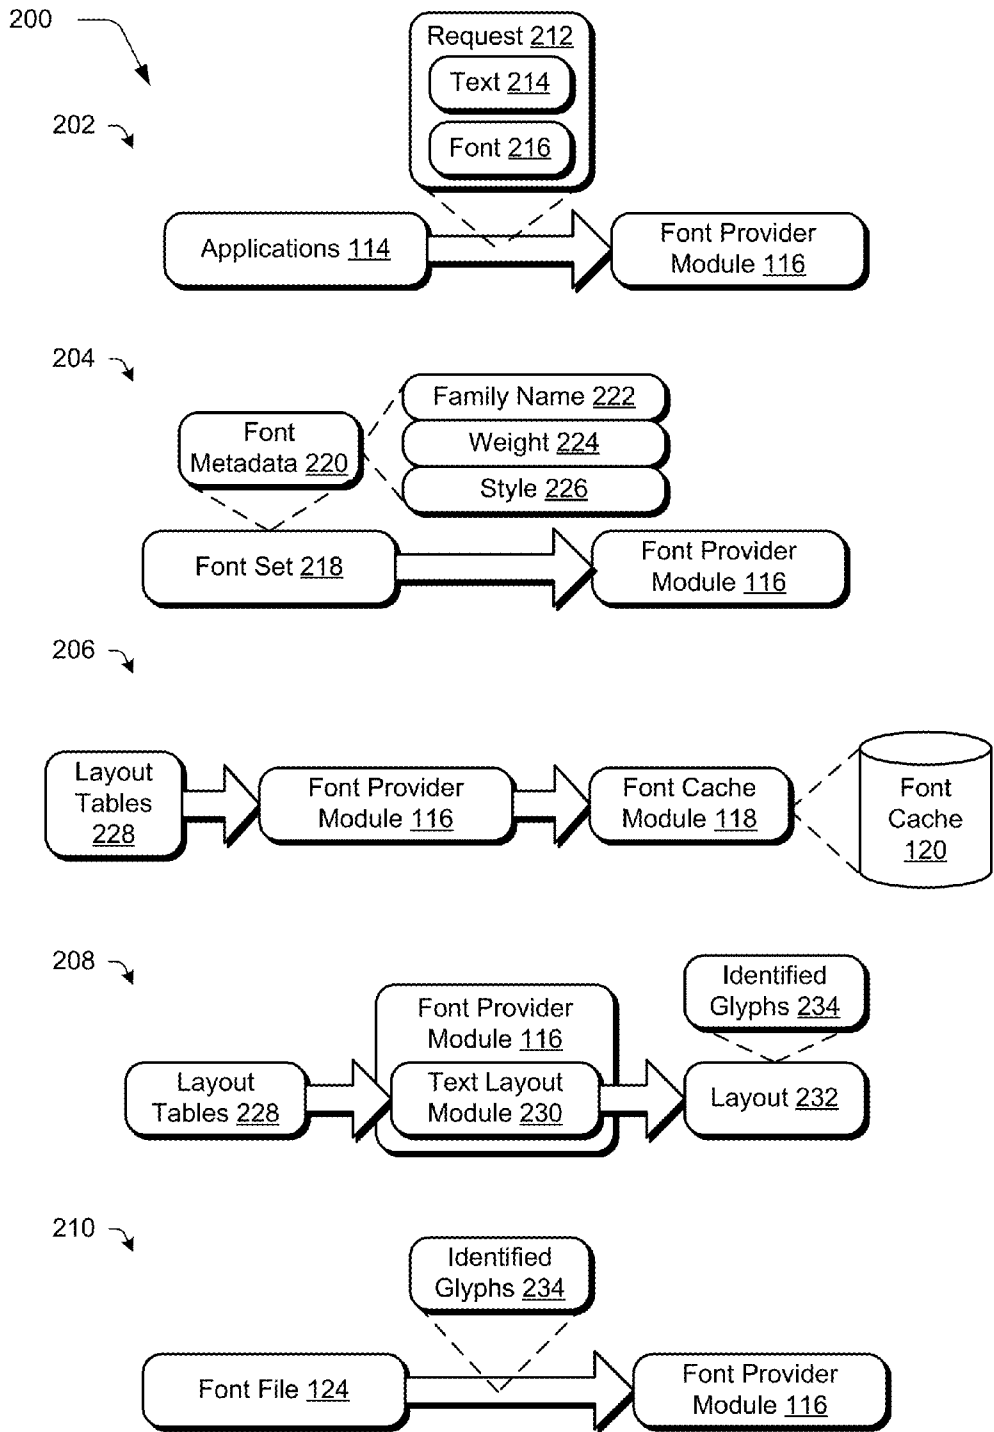 200
Request 212
Text 214
Font 216
202
Applications 114
Font Provider
Module 116
204
Font
Metadata 220
Family Name 222
Weight 224
Style 226
Font Set 218
Font Provider
Module 116
206
Layout
Tables
228
Font Provider
Module 116
Font Cache
Module 118
Font
Cache
120
208
Font Provider
Module 116
Identified
Glyphs 234
Layout
Tables 228
Text Layout
Module 230
Layout 232
210
Identified
Glyphs 234
Font File 124
Font Provider
Module 116